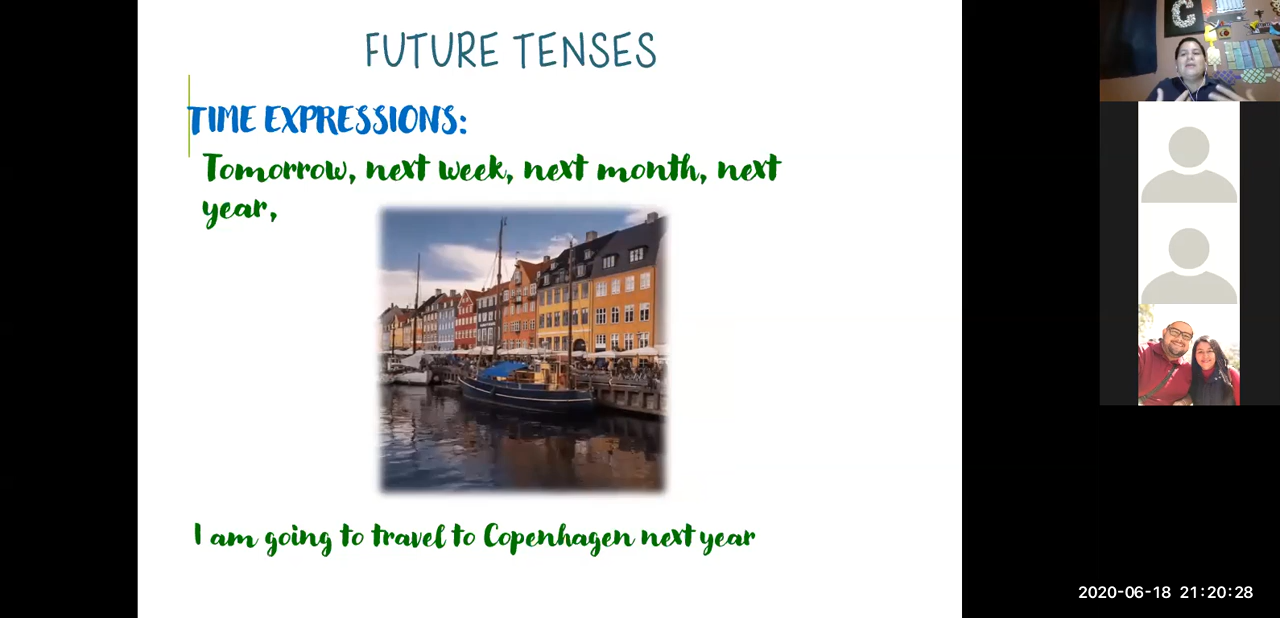 FUTURE TENSES
TIME EXPRESSIONS:
Tomorrow, next week, next month, next
year,
I am going to travel to Copenhagen next year
C
2020-06-18 21:20:28